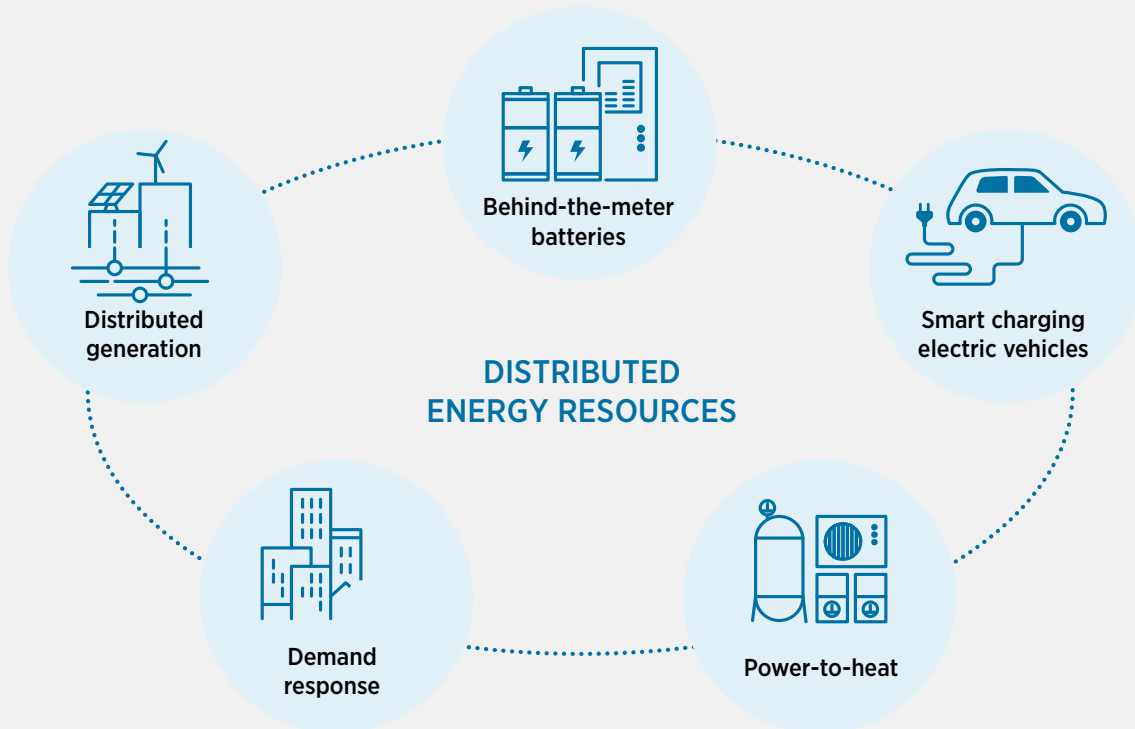 Behind-the-meter
batteries
Distributed
generation
Smart charging
electric vehicles
DISTRIBUTED
ENERGY RESOURCES
Demand
response
Power-to-heat